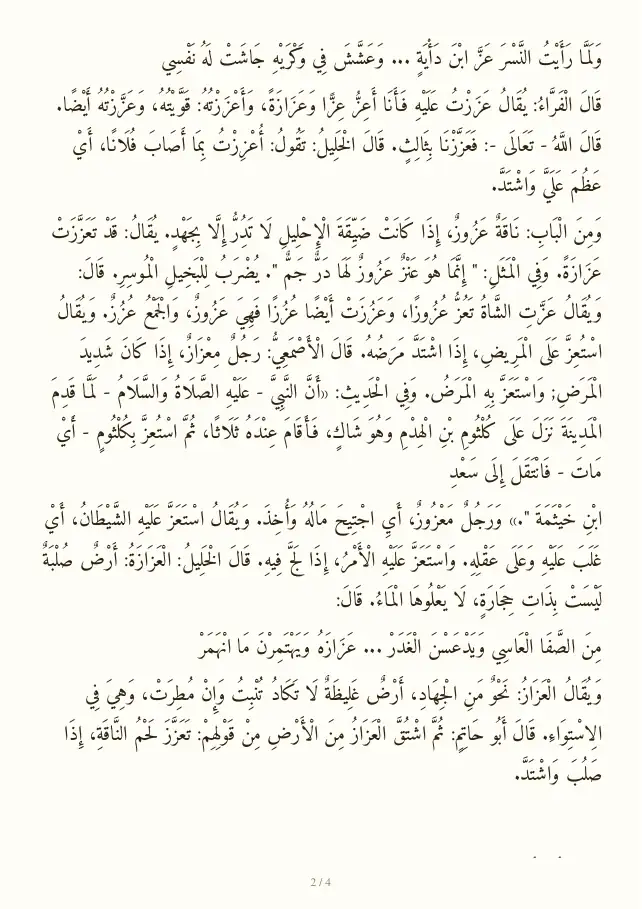 وَلَمَّا رَأَيْتُ النَّسْرَ عَزَّ ابْنَ دَأْيَةٍ ... وَعَشَّشَ فِي وَكْرَيْهِ جَاشَتْ لَهُ نَفْسِي
قَالَ الْفَرَّاءُ: يُقَالُ عَزَزْتُ عَلَيْهِ فَأَنَا أَعِزُّ عِزًّا وَعَزَازَةً، وَأَعْزَزْتُهُ: قَوَّيْتُهُ، وَعَزَّزْتُهُ أَيْضًا.
قَالَ اللَّهُ - تَعَالَى -: فَعَزَّزْنَا بِثَالِثٍ. قَالَ الْخَلِيلُ: تَقُولُ: أُعْزِزْتُ بِمَا أَصَابَ فُلَانًا، أَيْ
عَظُمَ عَلَيَّ وَاشْتَدَّ.
وَمِنَ الْبَابِ: نَاقَةٌ عَزُوزٌ، إِذَا كَانَتْ ضَيِّقَةَ الْإِحْلِيلِ لَا تَدُرُّ إِلَّا بِجَهْدٍ. يُقَالُ: قَدْ تَعَزَّزَتْ
عَزَازَةً. وَفِي الْمَثَلِ: " إِنَّمَا هُوَ عَنْزٌ عَزُوزٌ لَهَا دَرٌّ جَمٌّ ". يُضْرَبُ لِلْبَخِيلِ الْمُوسِرِ. قَالَ:
وَيُقَالُ عَزَّتِ الشَّاةُ تَعُزُّ عُزُوزًا، وَعَزُزَتْ أَيْضًا عُزُزًا فَهِيَ عَزُوزٌ، وَالْجَمْعُ عُزُزٌ. وَيُقَالُ
اسْتُعِزَّ عَلَى الْمَرِيضِ، إِذَا اشْتَدَّ مَرَضُهُ. قَالَ الْأَصْمَعِيُّ: رَجُلٌ مِعْزَازٌ، إِذَا كَانَ شَدِيدَ
الْمَرَضِ; وَاسْتَعَزَّ بِهِ الْمَرَضُ. وَفِي الْحَدِيثِ: «أَنَّ النَّبِيَّ - عَلَيْهِ الصَّلَاةُ وَالسَّلَامُ - لَمَّا قَدِمَ
الْمَدِينَةَ نَزَلَ عَلَى كُلْثُومِ بْنِ الْهِدْمِ وَهُوَ شَاكٍ، فَأَقَامَ عِنْدَهُ ثَلَاثًا، ثُمَّ اسْتُعِزَّ بِكُلْثُومٍ - أَيْ
مَاتَ - فَانْتَقَلَ إِلَى سَعْدِ
ابْنِ خَيْثَمَةَ ".» وَرَجُلٌ مَعْزُوزٌ، أَيِ اجْتِيحَ مَالُهُ وَأُخِذَ. وَيُقَالُ اسْتَعَزَّ عَلَيْهِ الشَّيْطَانُ، أَيْ
غَلَبَ عَلَيْهِ وَعَلَى عَقْلِهِ. وَاسْتَعَزَّ عَلَيْهِ الْأَمْرُ، إِذَا لَجَّ فِيهِ. قَالَ الْخَلِيلُ: الْعَزَازَةُ: أَرْضٌ صُلْبَةٌ
لَيْسَتْ بِذَاتِ حِجَارَةٍ، لَا يَعْلُوهَا الْمَاءُ. قَالَ:
مِنَ الصَّفَا الْعَاسِي وَيَدْعَسْنَ الْغَدَرْ ... عَزَازَهُ وَيَهْتَمِرْنَ مَا انْهَمَرْ
وَيُقَالُ الْعَزَازُ: نَحْوٌ مَنِ الْجَهَادِ، أَرْضٌ غَلِيظَةٌ لَا تَكَادُ تُنْبِتُ وَإِنْ مُطِرَتْ، وَهِيَ فِي
الِاسْتِوَاءِ. قَالَ أَبُو حَاتِمٍ: ثُمَّ اشْتُقَّ الْعَزَازُ مِنَ الْأَرْضِ مِنْ قَوْلِهِمْ: تَعَزَّزَ لَحْمُ النَّاقَةِ، إِذَا
صَلُبَ وَاشْتَدَّ.
2 / 4